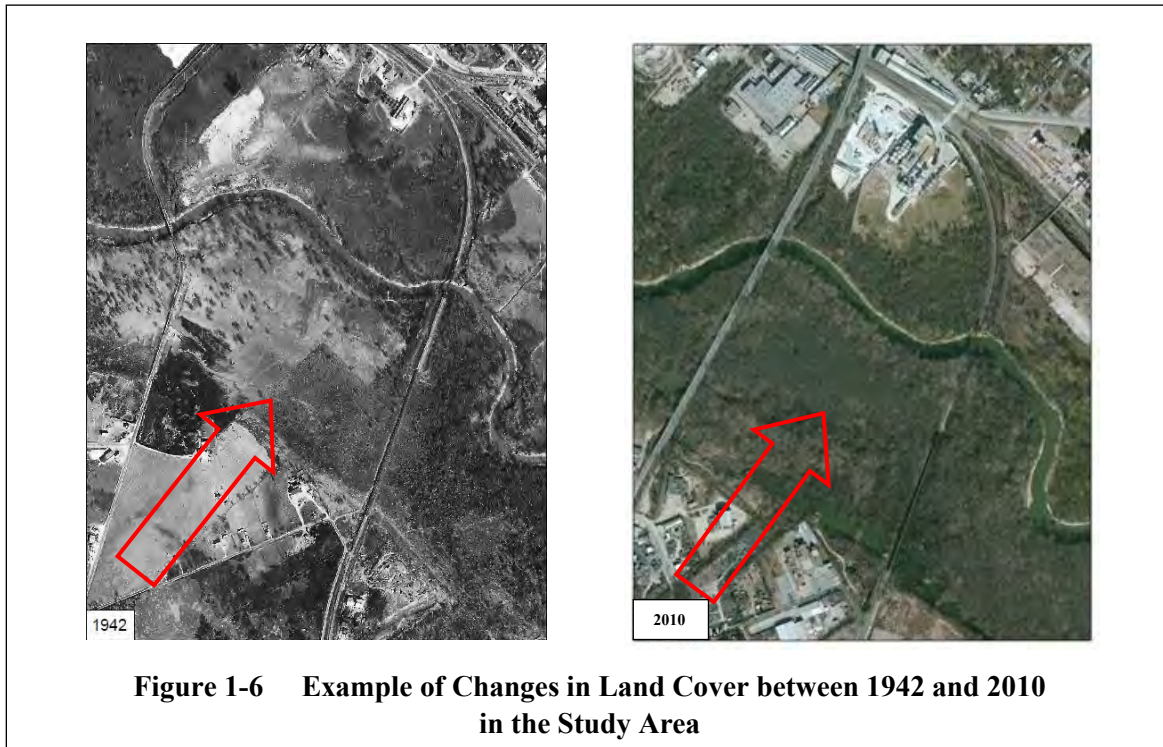 1942
2010
Figure 1-6 Example of Changes in Land Cover between 1942 and 2010
in the Study Area